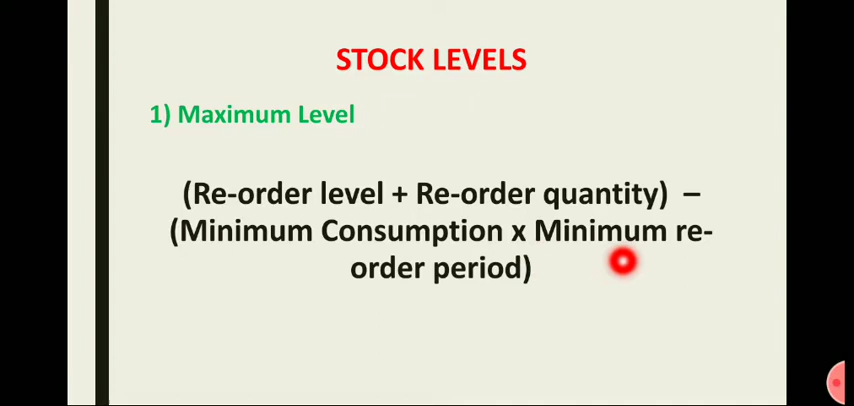 STOCK LEVELS
1) Maximum Level
(Re-order level + Re-order quantity) –
(Minimum Consumption x Minimum re-
order period)